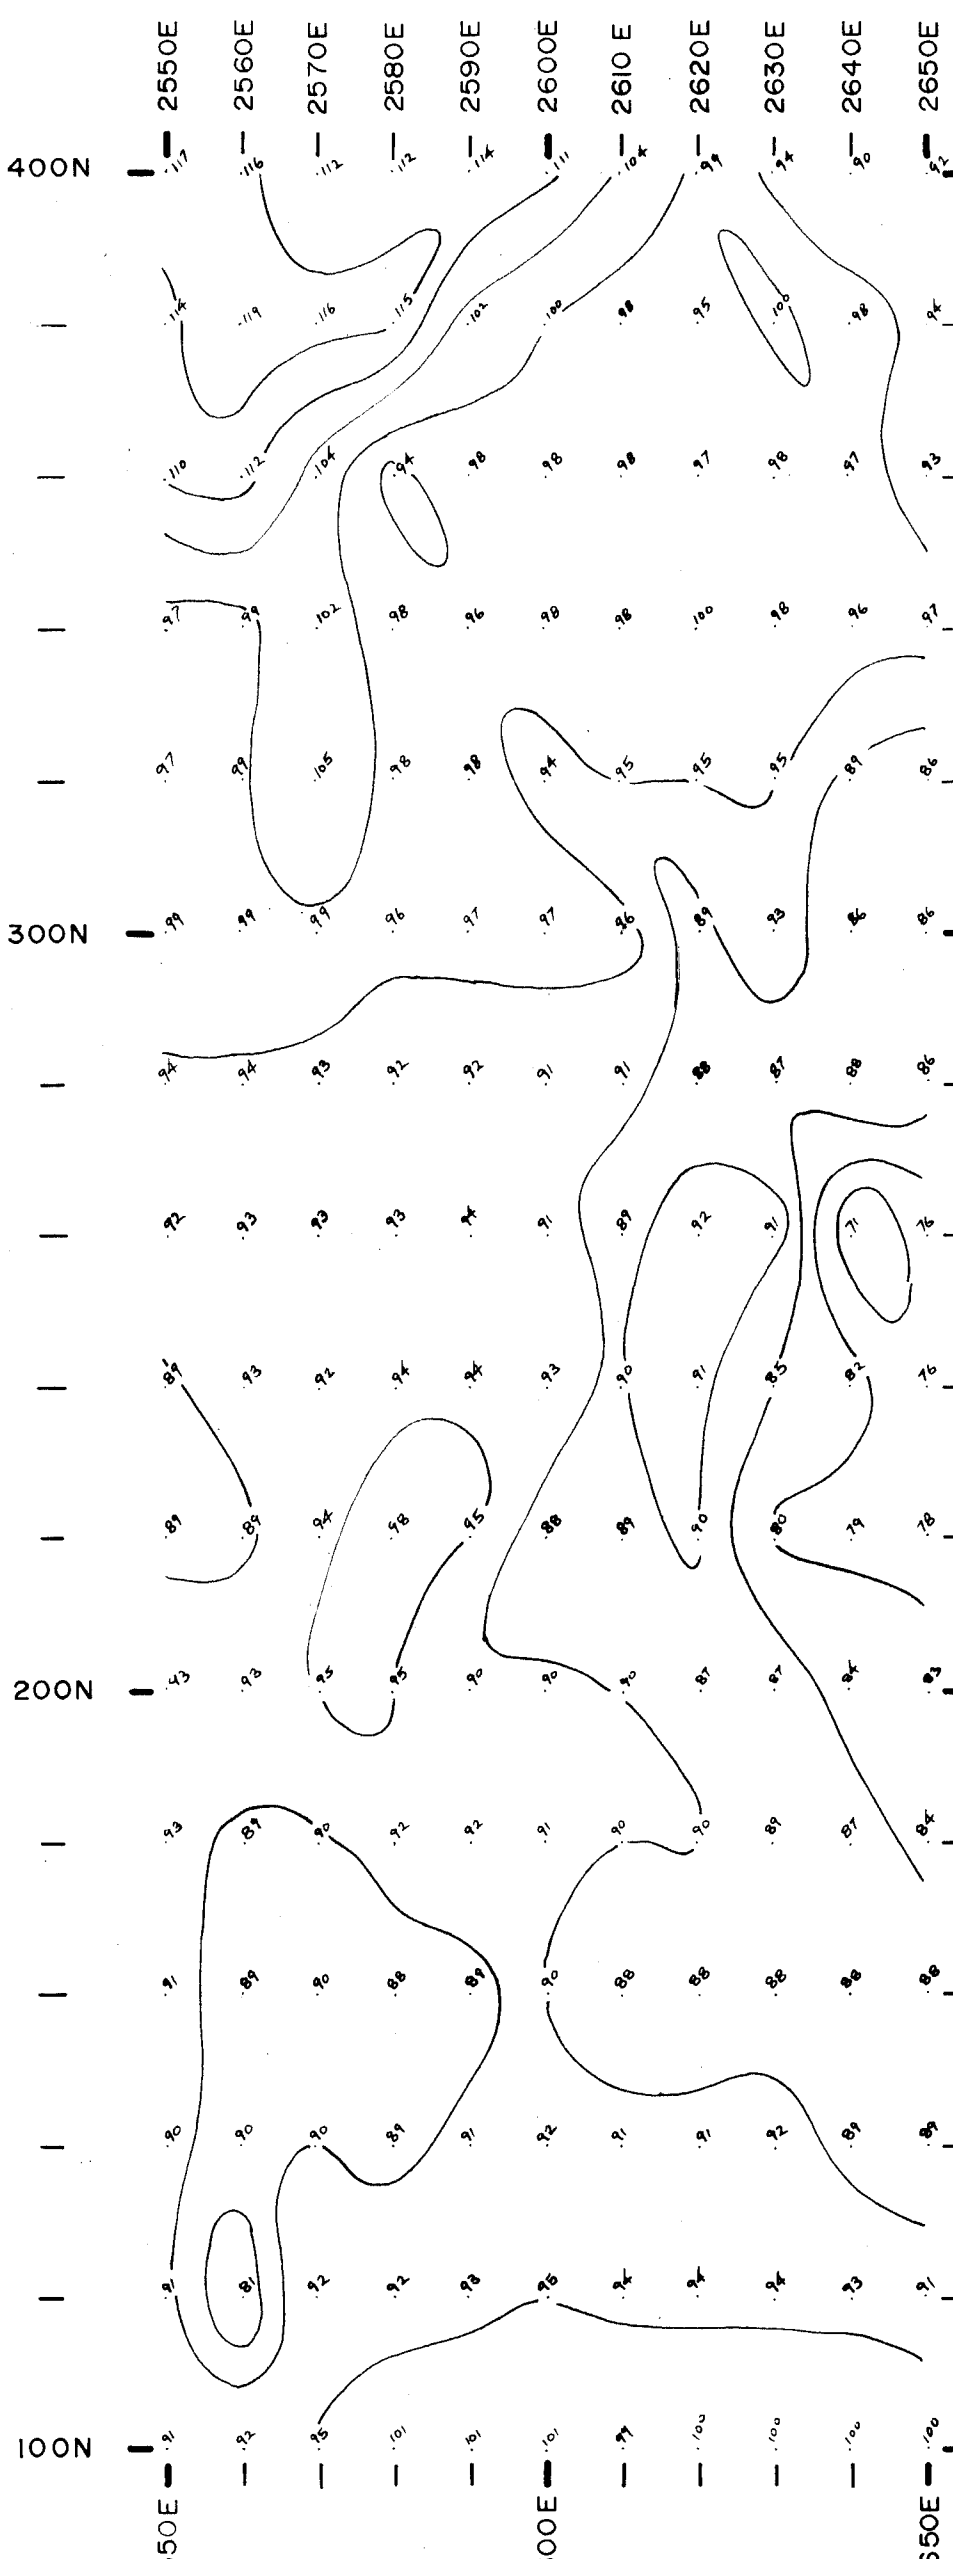 2550E 2560E 2570E 2580E 2590E 2600E 2610E 2620E 2630E 2640E 2650E
400N .117 .116 .112 .112 .114 .111 .104 .99 .94 .90 .92
.114 .119 .116 .115 .102 .100 .98 .95 .100 .98 .94
.110 .112 .104 .94 .98 .98 .98 .97 .98 .97 .93
.97 .99 .102 .98 .96 .98 .98 .100 .98 .96 .97
.97 .99 .105 .98 .98 .94 .95 .95 .95 .89 .86
300N .99 .99 .99 .96 .97 .97 .96 .89 .93 .86 .86
.94 .94 .93 .92 .92 .91 .91 .88 .87 .88 .86
.92 .93 .93 .93 .94 .91 .89 .92 .91 .71 .76
.89 .93 .92 .94 .94 .93 .90 .91 .85 .82 .76
.89 .89 .94 .98 .95 .88 .89 .90 .80 .79 .78
200N .93 .93 .95 .95 .90 .90 .90 .87 .87 .84 .83
.93 .89 .90 .92 .92 .91 .90 .90 .89 .87 .84
.91 .89 .90 .88 .89 .90 .88 .88 .88 .88 .88
.90 .90 .90 .89 .91 .92 .91 .91 .92 .89 .89
.91 .81 .92 .92 .93 .95 .94 .94 .94 .93 .91
100N .91 .92 .95 .101 .101 .101 .99 .100 .100 .100 .100
50E 00E 650E